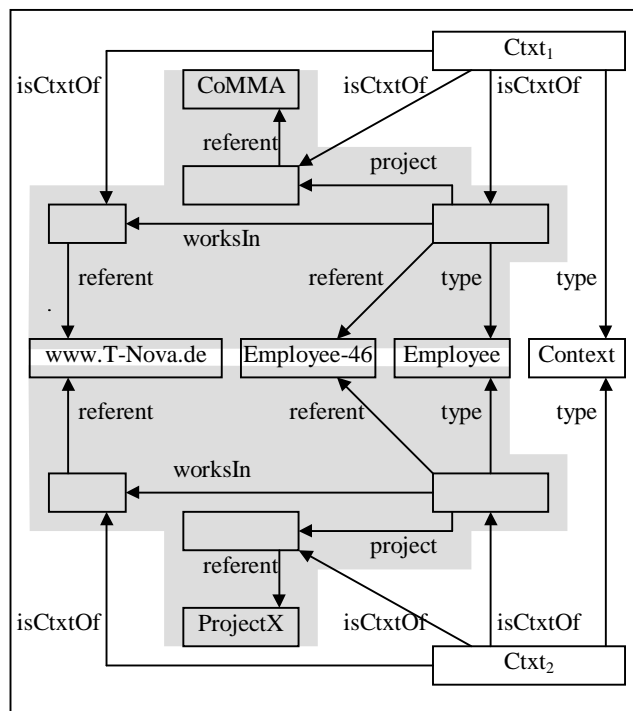 Ctxt₁
isCtxtOf CoMMA isCtxtOf isCtxtOf
referent
project
worksIn
referent referent type type
www.T-Nova.de Employee-46 Employee Context
referent referent type type
worksIn
project
referent
isCtxtOf ProjectX isCtxtOf isCtxtOf
Ctxt₂